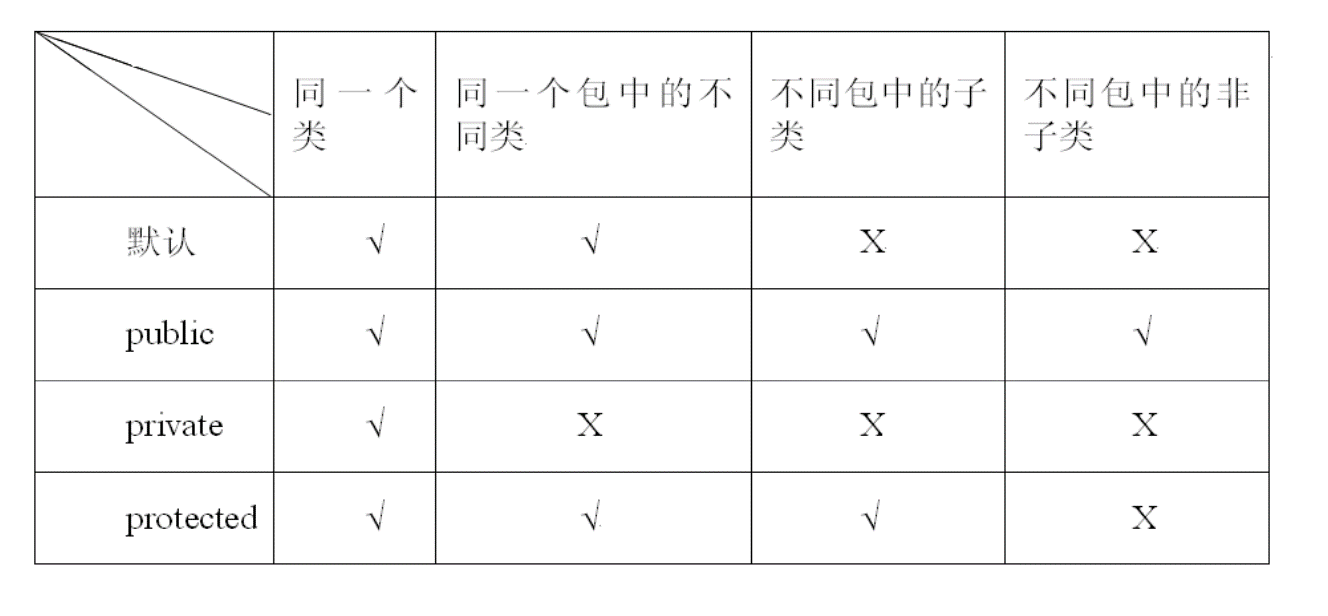 同一个
类
同一个包中的不
同类
不同包中的子
类
不同包中的非
子类
默认 √ √ X X
public √ √ √ √
private √ X X X
protected √ √ √ X